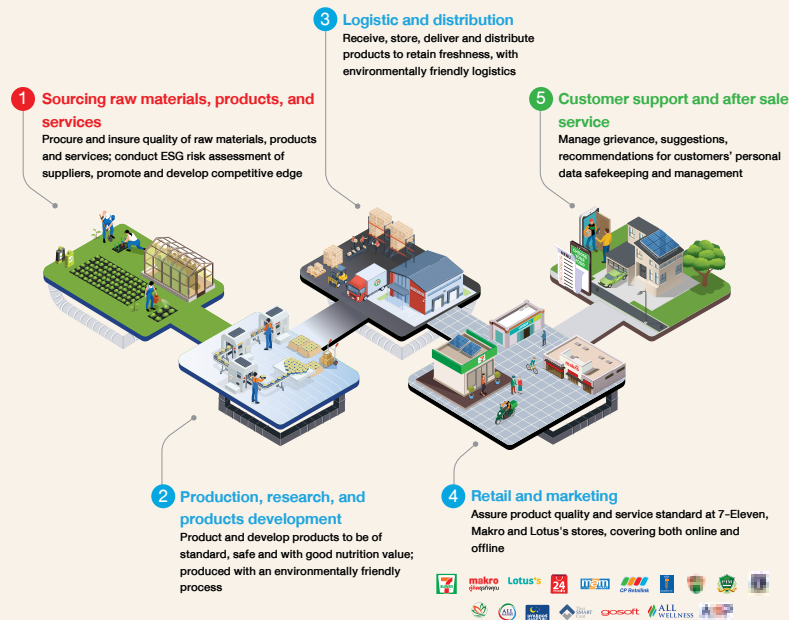 3 Logistic and distribution
Receive, store, deliver and distribute
products to retain freshness, with
environmentally friendly logistics
1 Sourcing raw materials, products, and
services
Procure and insure quality of raw materials, products
and services; conduct ESG risk assessment of
suppliers, promote and develop competitive edge
5 Customer support and after sale
service
Manage grievance, suggestions,
recommendations for customers' personal
data safekeeping and management
2 Production, research, and
products development
Product and develop products to be of
standard, safe and with good nutrition value;
produced with an environmentally friendly
process
4 Retail and marketing
Assure product quality and service standard at 7-Eleven,
Makro and Lotus's stores, covering both online and
offline
makro Lotus's 24 CP Retailink
ALL SMART gosoft ALL WELLNESS